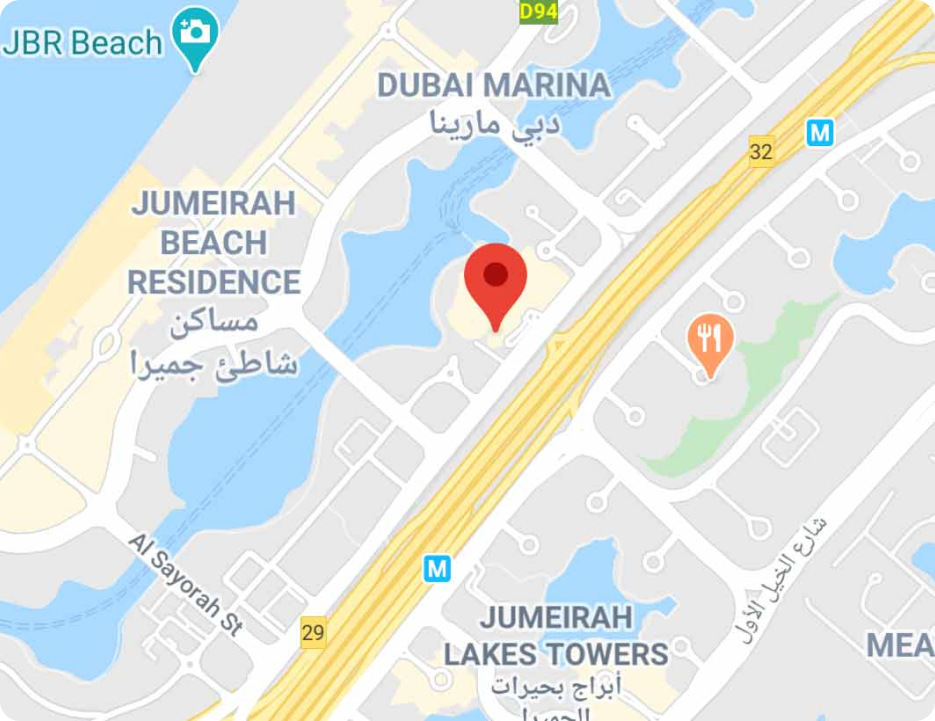 D94
JBR Beach
DUBAI MARINA
دبي مارينا
M
32
JUMEIRAH
BEACH
RESIDENCE
مساكن
شاطئ جميرا
Al Sayorah St
M
29
شارع الخيل الأول
JUMEIRAH
LAKES TOWERS
أبراج بحيرات
الجميرا
MEA